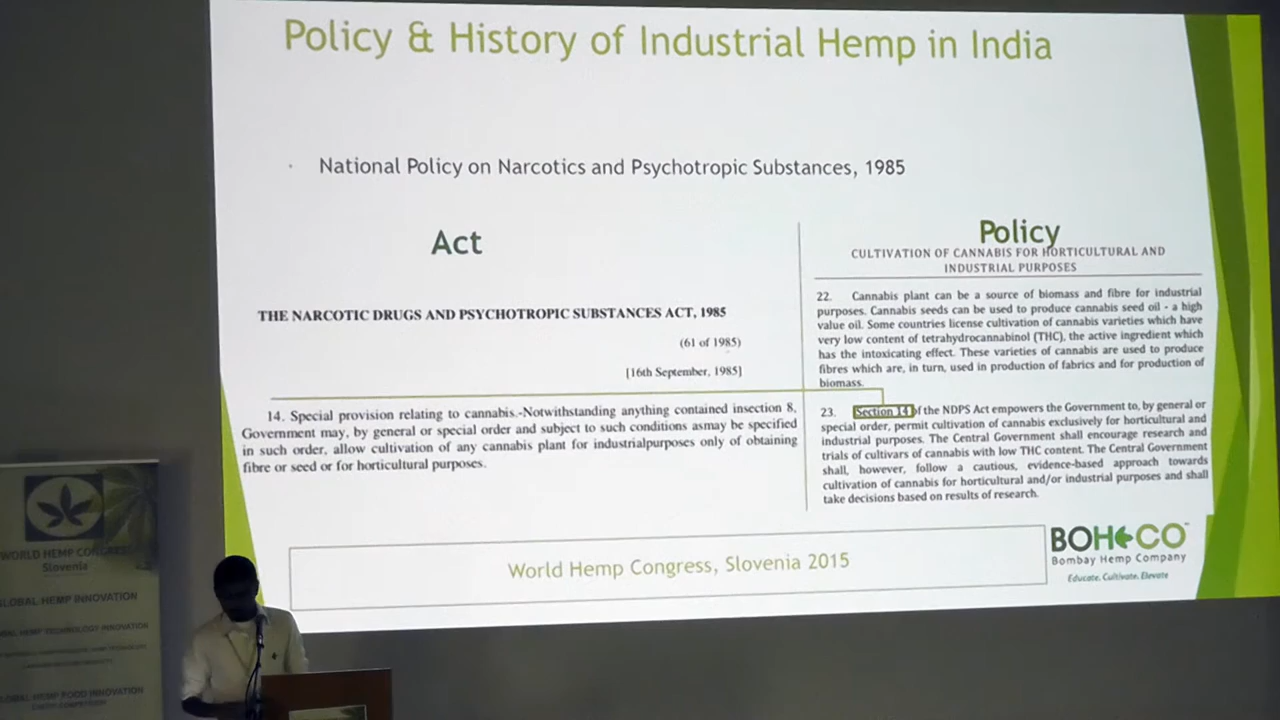 Policy & History of Industrial Hemp in India
· National Policy on Narcotics and Psychotropic Substances, 1985
Act
THE NARCOTIC DRUGS AND PSYCHOTROPIC SUBSTANCES ACT, 1985
(61 of 1985)
[16th September, 1985]
14. Special provision relating to cannabis.-Notwithstanding anything contained insection 8,
Government may, by general or special order and subject to such conditions asmay be specified
in such order, allow cultivation of any cannabis plant for industrialpurposes only of obtaining
fibre or seed or for horticultural purposes.
Policy
CULTIVATION OF CANNABIS FOR HORTICULTURAL AND
INDUSTRIAL PURPOSES
22. Cannabis plant can be a source of biomass and fibre for industrial
purposes. Cannabis seeds can be used to produce cannabis seed oil - a high
value oil. Some countries license cultivation of cannabis varieties which have
very low content of tetrahydrocannabinol (THC), the active ingredient which
has the intoxicating effect. These varieties of cannabis are used to produce
fibres which are, in turn, used in production of fabrics and for production of
biomass.
23. Section 14 of the NDPS Act empowers the Government to, by general or
special order, permit cultivation of cannabis exclusively for horticultural and
industrial purposes. The Central Government shall encourage research and
trials of cultivars of cannabis with low THC content. The Central Government
shall, however, follow a cautious, evidence-based approach towards
cultivation of cannabis for horticultural and/or industrial purposes and shall
take decisions based on results of research.
World Hemp Congress, Slovenia 2015
BOHECO™
Bombay Hemp Company
Educate. Cultivate. Elevate
WORLD HEMP CONGRESS
Slovenia
GLOBAL HEMP INNOVATION
HEMP TECHNOLOGY INNOVATION
GLOBAL HEMP FOOD INNOVATION